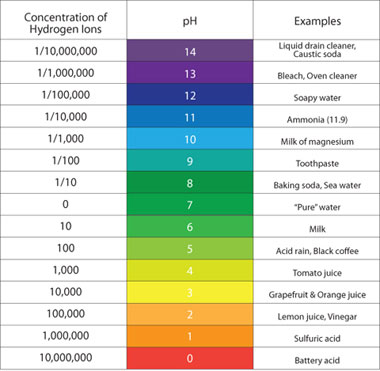 Concentration of
Hydrogen Ions
pH
Examples
1/10,000,000
14
Liquid drain cleaner,
Caustic soda
1/1,000,000
13
Bleach, Oven cleaner
1/100,000
12
Soapy water
1/10,000
11
Ammonia (11.9)
1/1,000
10
Milk of magnesium
1/100
9
Toothpaste
1/10
8
Baking soda, Sea water
0
7
“Pure” water
10
6
Milk
100
5
Acid rain, Black coffee
1,000
4
Tomato juice
10,000
3
Grapefruit & Orange juice
100,000
2
Lemon juice, Vinegar
1,000,000
1
Sulfuric acid
10,000,000
0
Battery acid